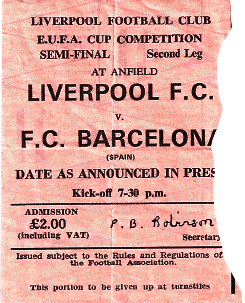 LIVERPOOL FOOTBALL CLUB
E.U.F.A. CUP COMPETITION
SEMI-FINAL Second Leg
AT ANFIELD
LIVERPOOL F.C.
v.
F.C. BARCELONA
(SPAIN)
DATE AS ANNOUNCED IN PRES
Kick-off 7-30 p.m.
ADMISSION
£2.00
(including VAT)
P. B. Robinson
Secretary
Issued subject to the Rules and Regulations of
the Football Association.
This portion to be given up at turnstiles